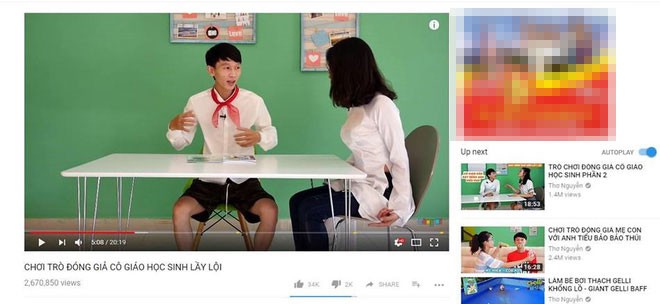 5:08 / 20:19
CHƠI TRÒ ĐÓNG GIẢ CÔ GIÁO HỌC SINH LẦY LỘI
2,670,850 views
34K
2K
SHARE
Up next
AUTOPLAY
TRÒ CHƠI ĐÓNG GIẢ CÔ GIÁO
HỌC SINH PHẦN 2
Thơ Nguyễn
1.4M views
18:53
CHƠI TRÒ ĐÓNG GIẢ MẸ CON
VỚI ANH TIỂU BẢO BÁO THỦI
Thơ Nguyễn
2.4M views
16:28
LÀM BỂ BƠI THẠCH GELLI
KHỔNG LỒ - GIANT GELLI BAFF
Thơ Nguyễn